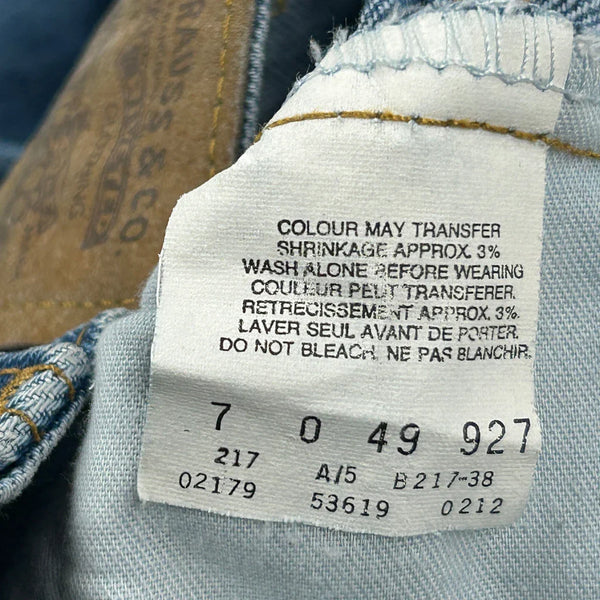 RAUSS & CO
COLOUR MAY TRANSFER
SHRINKAGE APPROX. 3%
WASH ALONE BEFORE WEARING
COULEUR PEUT TRANSFERER.
RETRECISSEMENT APPROX. 3%.
LAVER SEUL AVANT DE PORTER.
DO NOT BLEACH. NE PAS BLANCHIR.
7 0 49 927
217 A/5 B217-38
02179 53619 0212